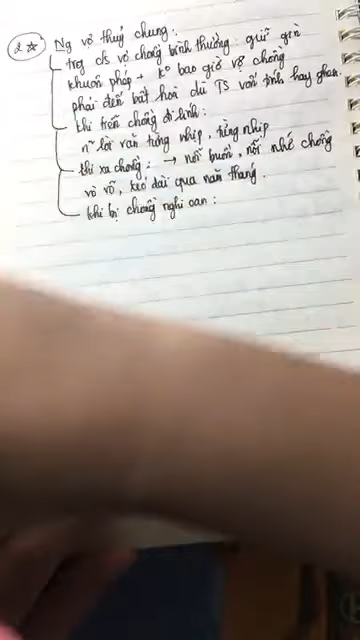 2 ☆ Ng vợ thuỷ chung:
trg c/s vợ chồng bình thường giữ gìn
khuôn phép + k° bao giờ vợ chồng
phải đến bất hoà dù TS vốn tính hay ghen.
khi tiễn chồng đi lính:
n~ lời văn từng nhịp, từng nhịp
khi xa chồng: → nỗi buồn, nỗi nhớ chồng
vò võ, kéo dài qua năm tháng.
khi bị chồng nghi oan: